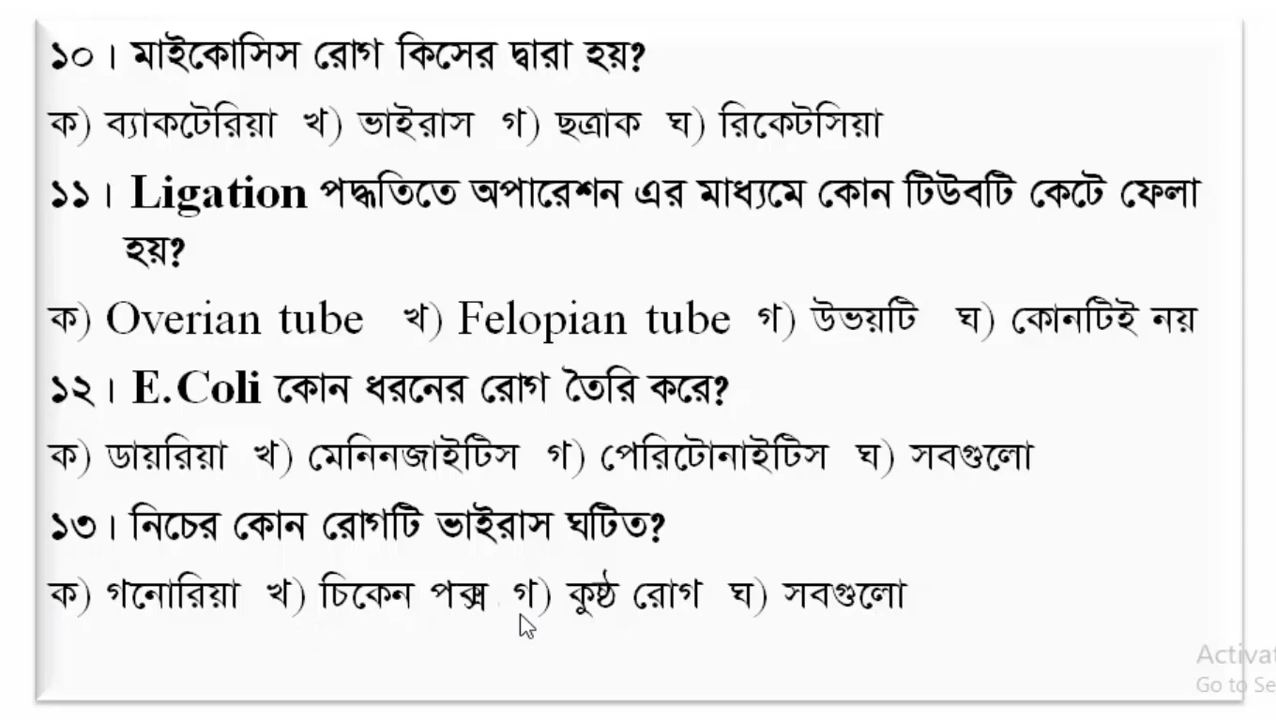 ১০। মাইকোসিস রোগ কিসের দ্বারা হয়?
ক) ব্যাকটেরিয়া খ) ভাইরাস গ) ছত্রাক ঘ) রিকেটসিয়া
১১। Ligation পদ্ধতিতে অপারেশন এর মাধ্যমে কোন টিউবটি কেটে ফেলা
হয়?
ক) Overian tube খ) Felopian tube গ) উভয়টি ঘ) কোনটিই নয়
১২। E.Coli কোন ধরনের রোগ তৈরি করে?
ক) ডায়রিয়া খ) মেনিনজাইটিস গ) পেরিটোনাইটিস ঘ) সবগুলো
১৩। নিচের কোন রোগটি ভাইরাস ঘটিত?
ক) গনোরিয়া খ) চিকেন পক্স গ) কুষ্ঠ রোগ ঘ) সবগুলো
Go to